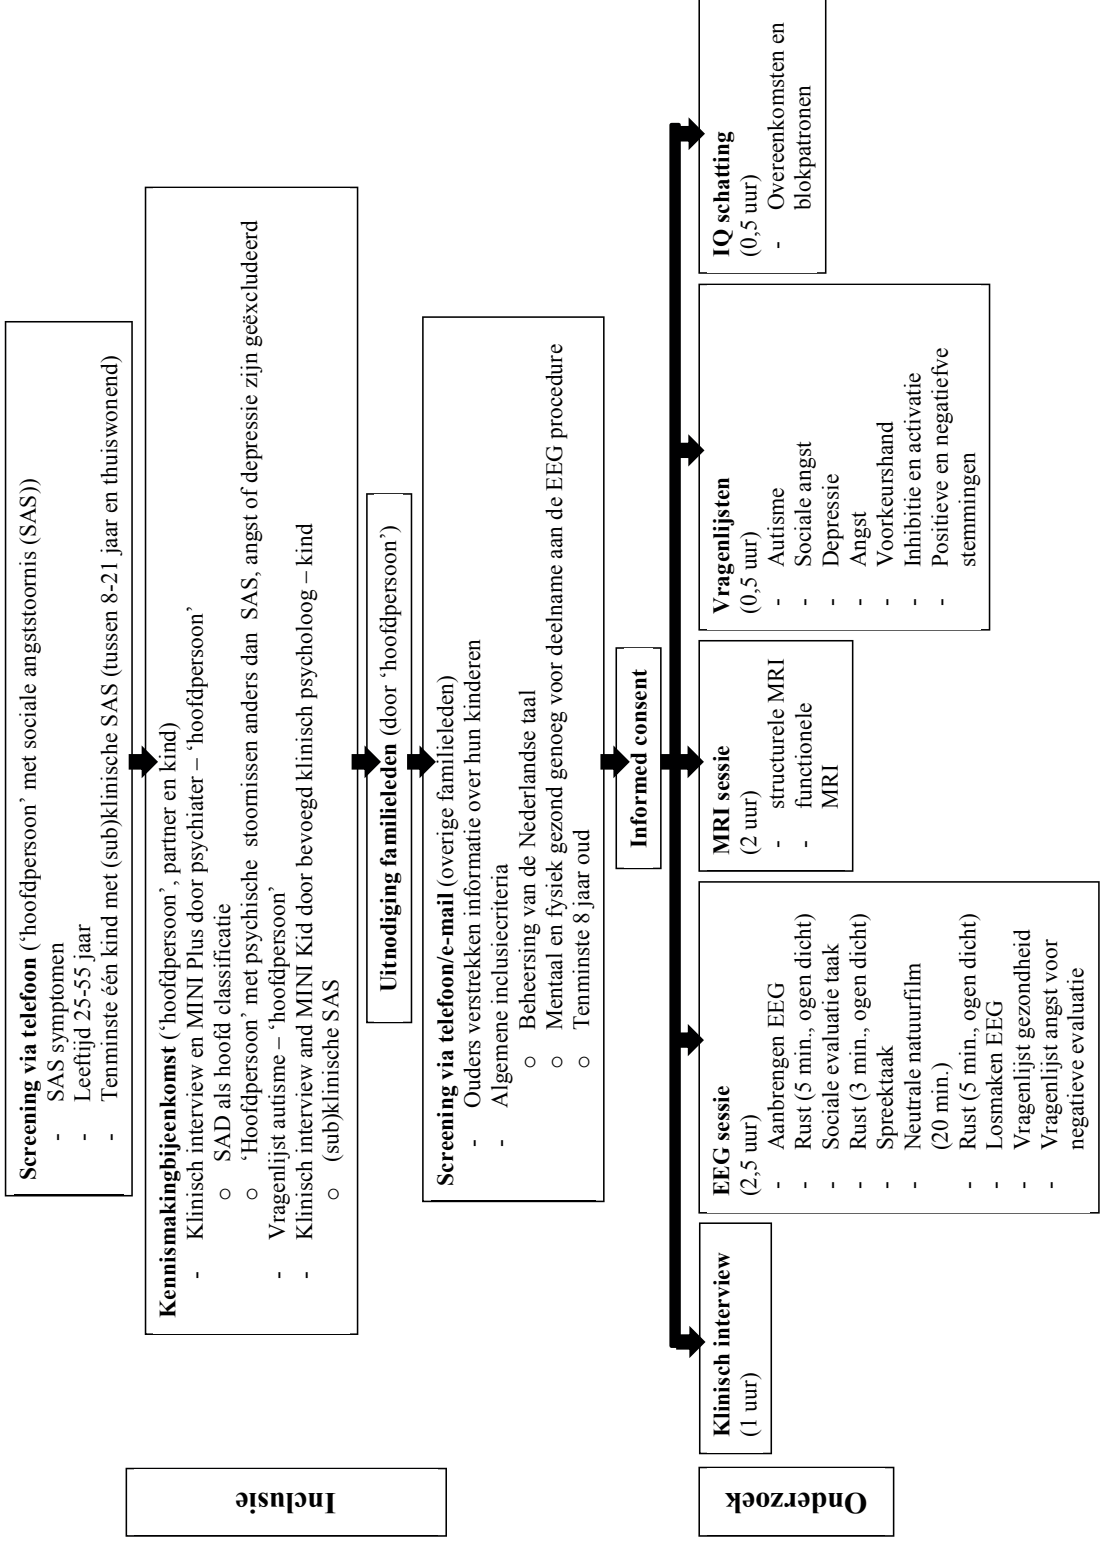 Inclusie
Screening via telefoon (‘hoofdpersoon’ met sociale angststoornis (SAS))
- SAS symptomen
- Leeftijd 25-55 jaar
- Tenminste één kind met (sub)klinische SAS (tussen 8-21 jaar en thuiswonend)
Kennismakingbijeenkomst (‘hoofdpersoon’, partner en kind)
- Klinisch interview en MINI Plus door psychiater – ‘hoofdpersoon’
○ SAD als hoofd classificatie
○ ‘Hoofdpersoon’ met psychische stoornissen anders dan SAS, angst of depressie zijn geëxcludeerd
- Vragenlijst autisme – ‘hoofdpersoon’
- Klinisch interview and MINI Kid door bevoegd klinisch psycholoog – kind
○ (sub)klinische SAS
Uitnodiging familieleden (door ‘hoofdpersoon’)
Screening via telefoon/e-mail (overige familieleden)
- Ouders verstrekken informatie over hun kinderen
- Algemene inclusiecriteria
○ Beheersing van de Nederlandse taal
○ Mentaal en fysiek gezond genoeg voor deelname aan de EEG procedure
○ Tenminste 8 jaar oud
Informed consent
Onderzoek
Klinisch interview
(1 uur)
EEG sessie
(2,5 uur)
- Aanbrengen EEG
- Rust (5 min., ogen dicht)
- Sociale evaluatie taak
- Rust (3 min., ogen dicht)
- Spreektaak
- Neutrale natuurfilm
(20 min.)
- Rust (5 min., ogen dicht)
- Losmaken EEG
- Vragenlijst gezondheid
- Vragenlijst angst voor
negatieve evaluatie
MRI sessie
(2 uur)
- structurele MRI
- functionele
MRI
Vragenlijsten
(0,5 uur)
- Autisme
- Sociale angst
- Depressie
- Angst
- Voorkeurshand
- Inhibitie en activatie
- Positieve en negatiefve
stemmingen
IQ schatting
(0,5 uur)
- Overeenkomsten en
blokpatronen